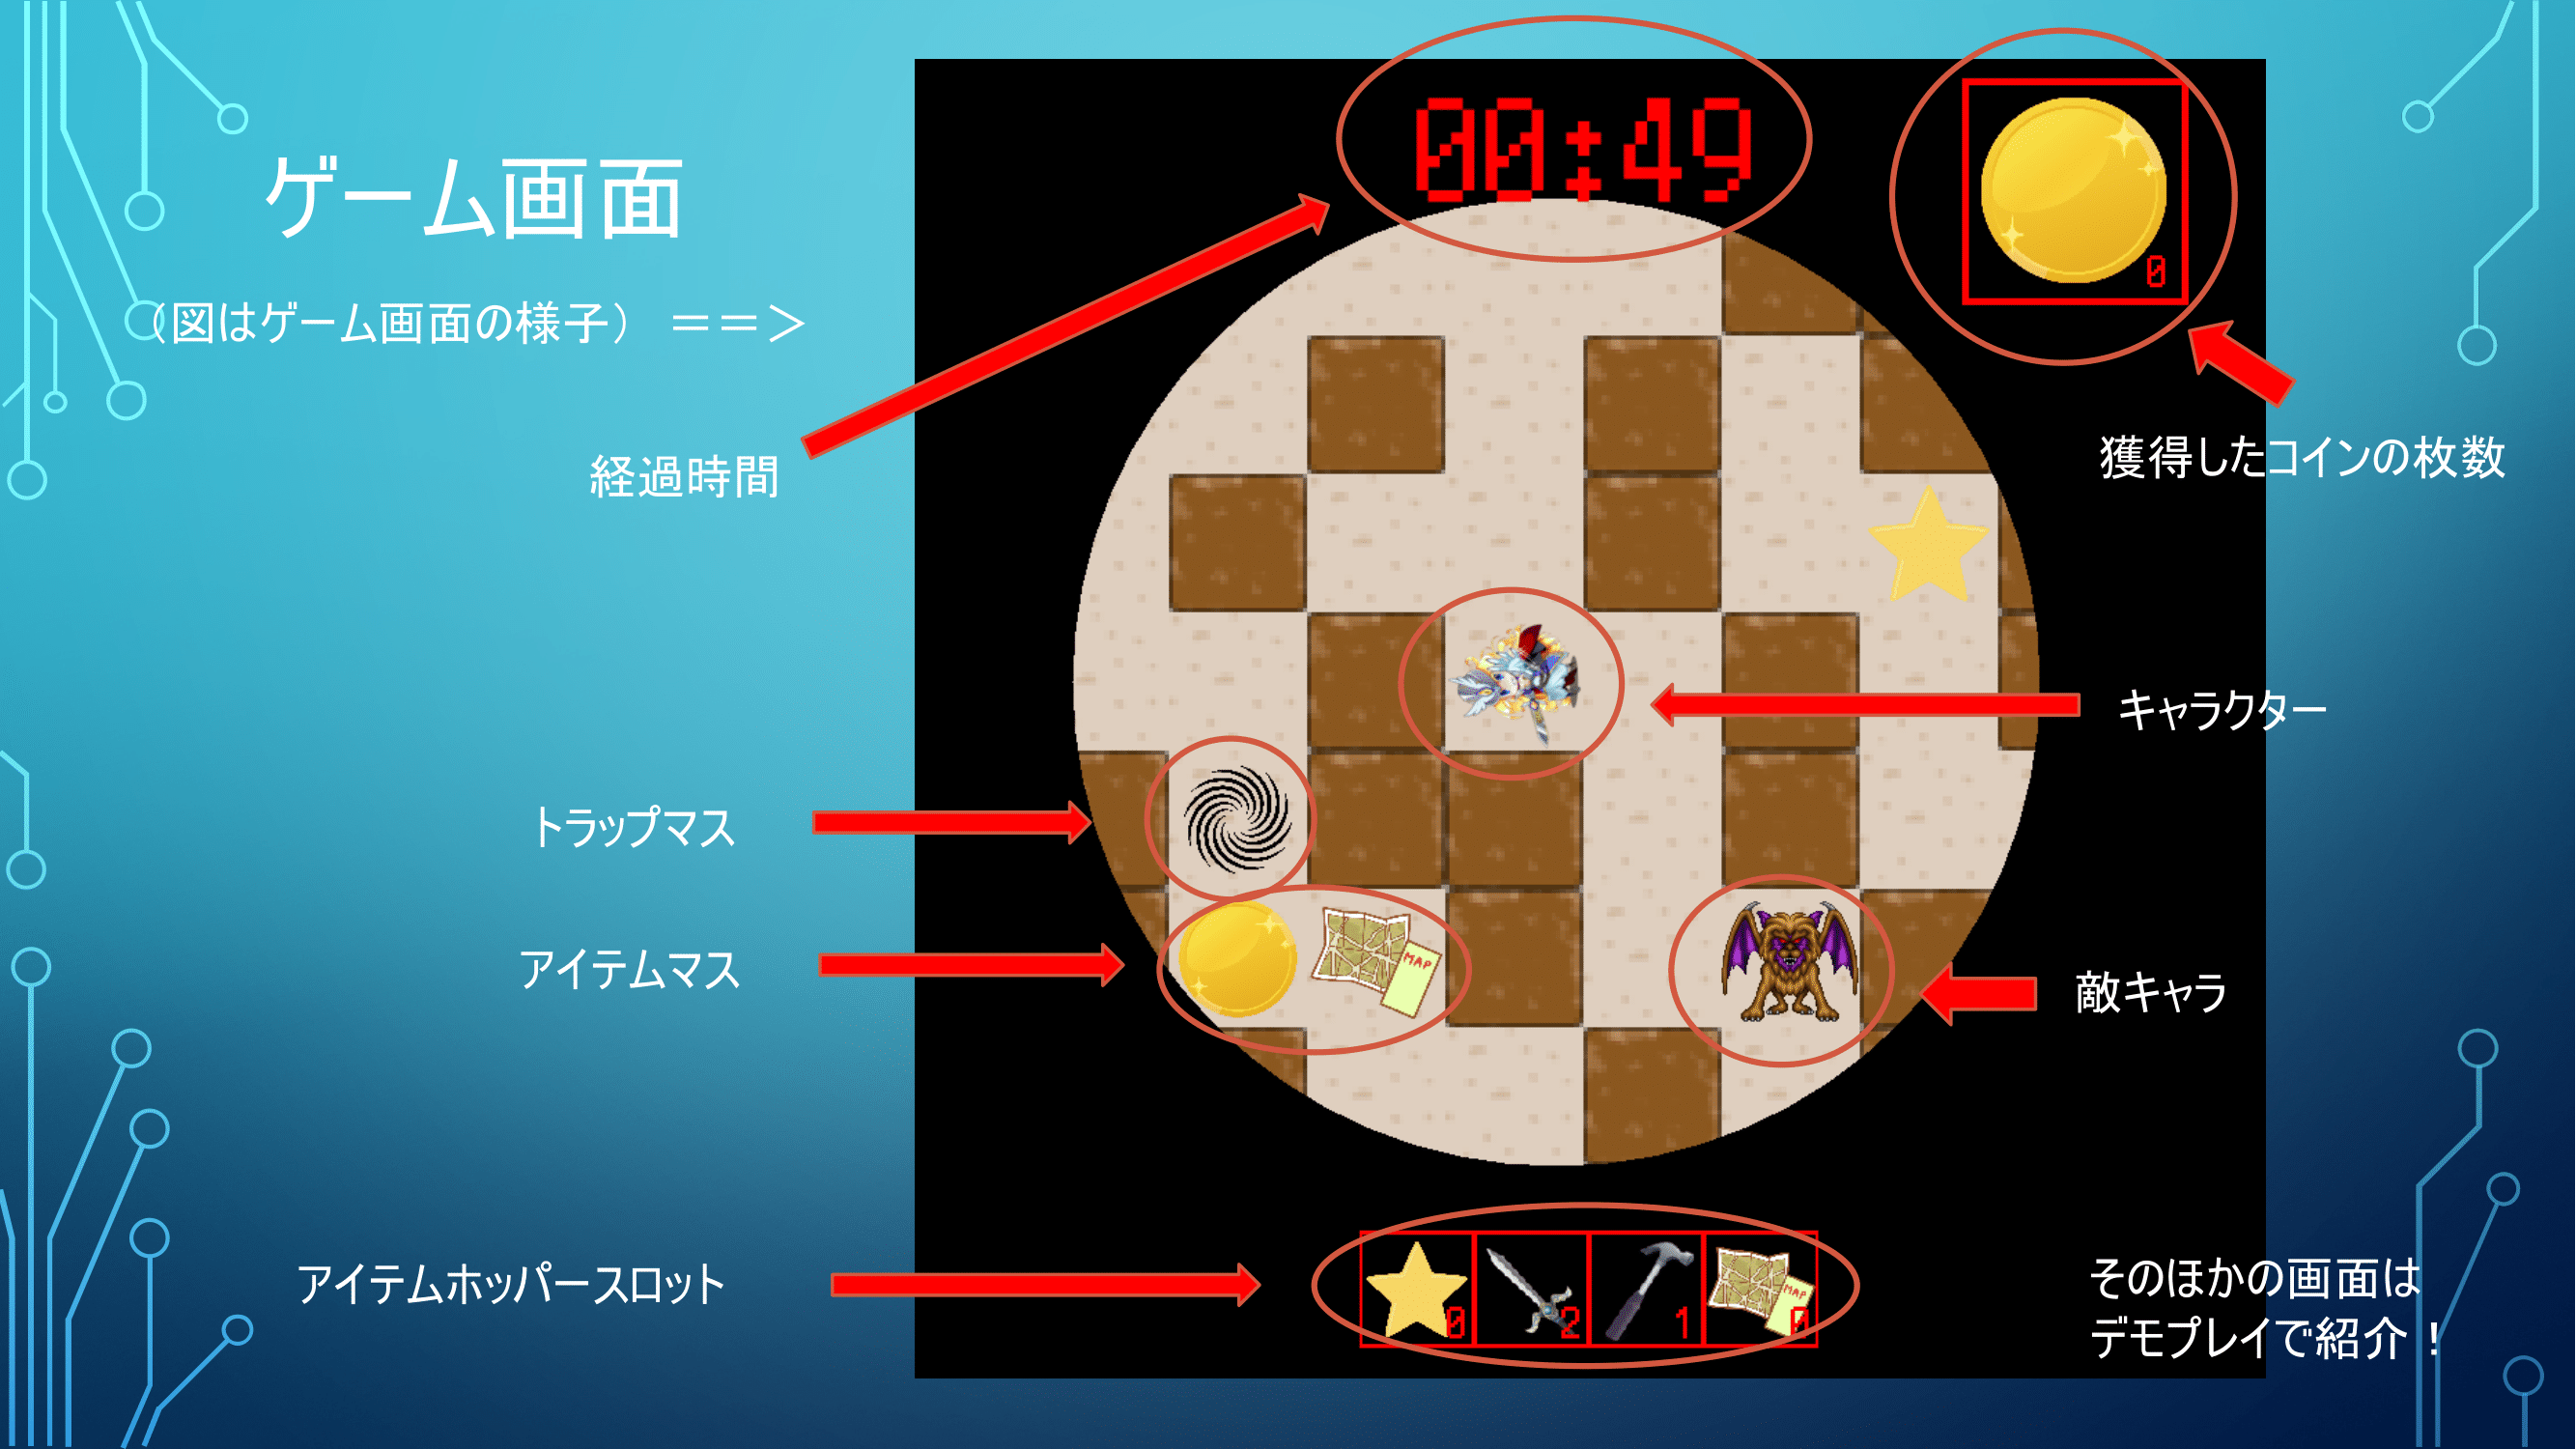 ゲーム画面
（図はゲーム画面の様子） ＝＝＞
00:49
0
経過時間
獲得したコインの枚数
キャラクター
トラップマス
アイテムマス
MAP
敵キャラ
アイテムホッパースロット
0
2
1
MAP
0
そのほかの画面は
デモプレイで紹介！